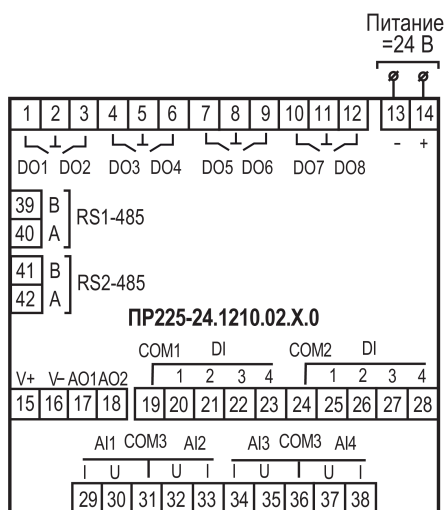 Питание
=24 В
1 2 3 4 5 6 7 8 9 10 11 12 13 14
- +
DO1 DO2 DO3 DO4 DO5 DO6 DO7 DO8
39 B
40 A
RS1-485
41 B
42 A
RS2-485
ПР225-24.1210.02.X.0
COM1 DI COM2 DI
V+ V- AO1 AO2 1 2 3 4 1 2 3 4
15 16 17 18 19 20 21 22 23 24 25 26 27 28
AI1 COM3 AI2 AI3 COM3 AI4
I U U I I U U I
29 30 31 32 33 34 35 36 37 38